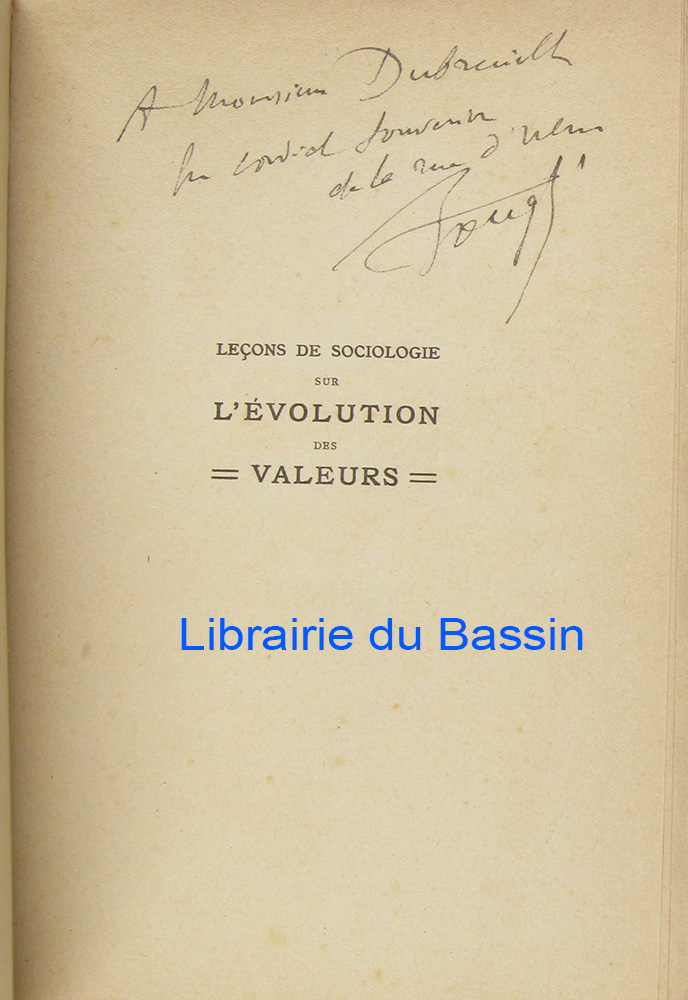 A Monsieur Dubreuilh
en cordial souvenir
de la rue d'Ulm
Bouglé
LEÇONS DE SOCIOLOGIE
SUR
L'ÉVOLUTION
DES
= VALEURS =
Librairie du Bassin